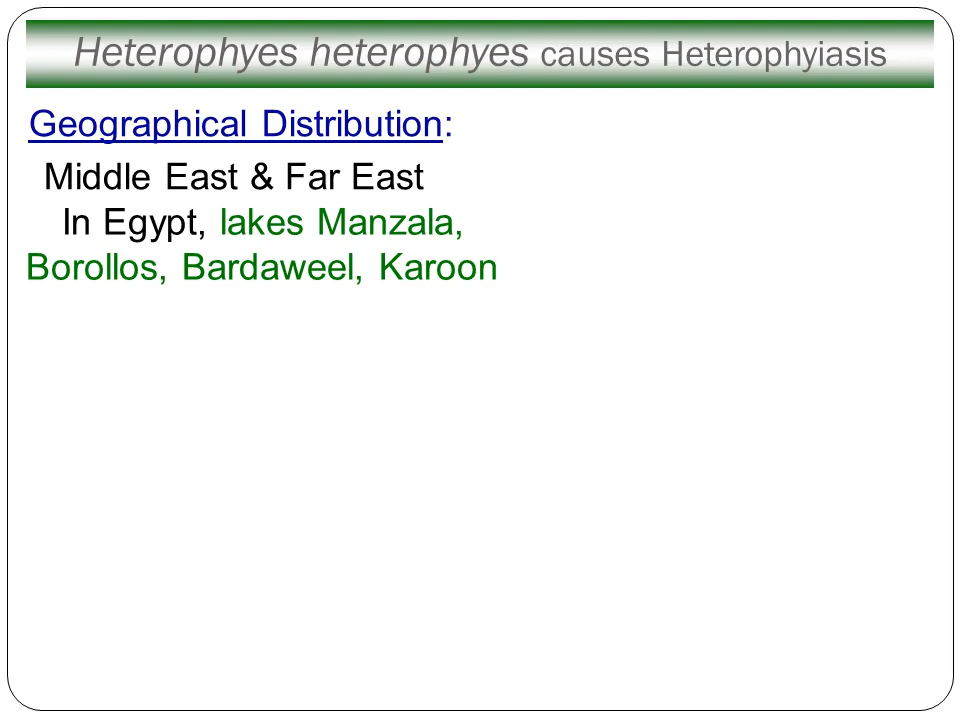 Heterophyes heterophyes causes Heterophyiasis
Geographical Distribution:
Middle East & Far East
In Egypt, lakes Manzala,
Borollos, Bardaweel, Karoon